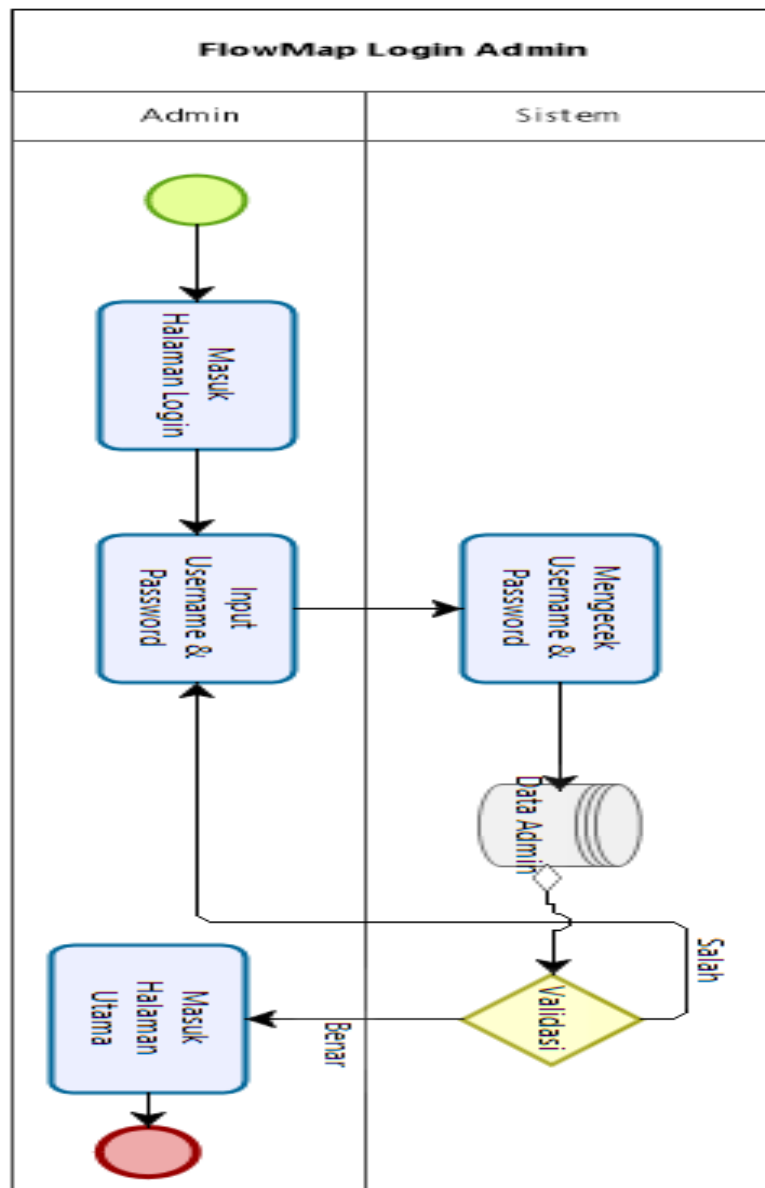 FlowMap Login Admin
Admin
Sistem
Masuk
Halaman Login
Input
Username &
Password
Mengecek
Username &
Password
Data Admin
Validasi
Salah
Benar
Masuk
Halaman
Utama